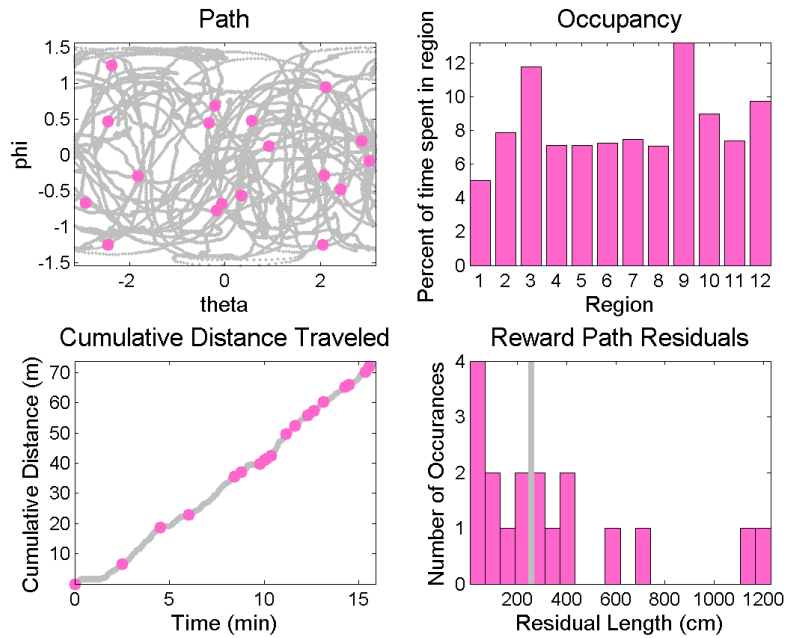 Path
1.5
1
0.5
0
-0.5
-1
-1.5
phi
-2
0
2
theta
Occupancy
12
10
8
6
4
2
0
Percent of time spent in region
1 2 3 4 5 6 7 8 9 10 11 12
Region
Cumulative Distance Traveled
70
60
50
40
30
20
10
Cumulative Distance (m)
0
5
10
15
Time (min)
Reward Path Residuals
4
3
2
1
0
Number of Occurances
200 400 600 800 1000 1200
Residual Length (cm)